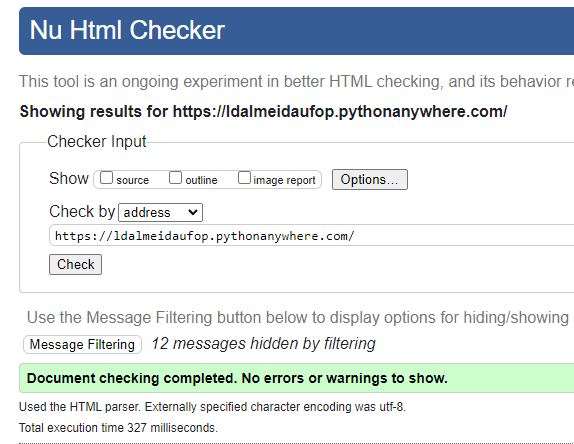 Nu Html Checker
This tool is an ongoing experiment in better HTML checking, and its behavior
Showing results for https://ldalmeidaufop.pythonanywhere.com/
Checker Input
Show source outline image report Options...
Check by address
https://ldalmeidaufop.pythonanywhere.com/
Check
Use the Message Filtering button below to display options for hiding/showing
Message Filtering 12 messages hidden by filtering
Document checking completed. No errors or warnings to show.
Used the HTML parser. Externally specified character encoding was utf-8.
Total execution time 327 milliseconds.